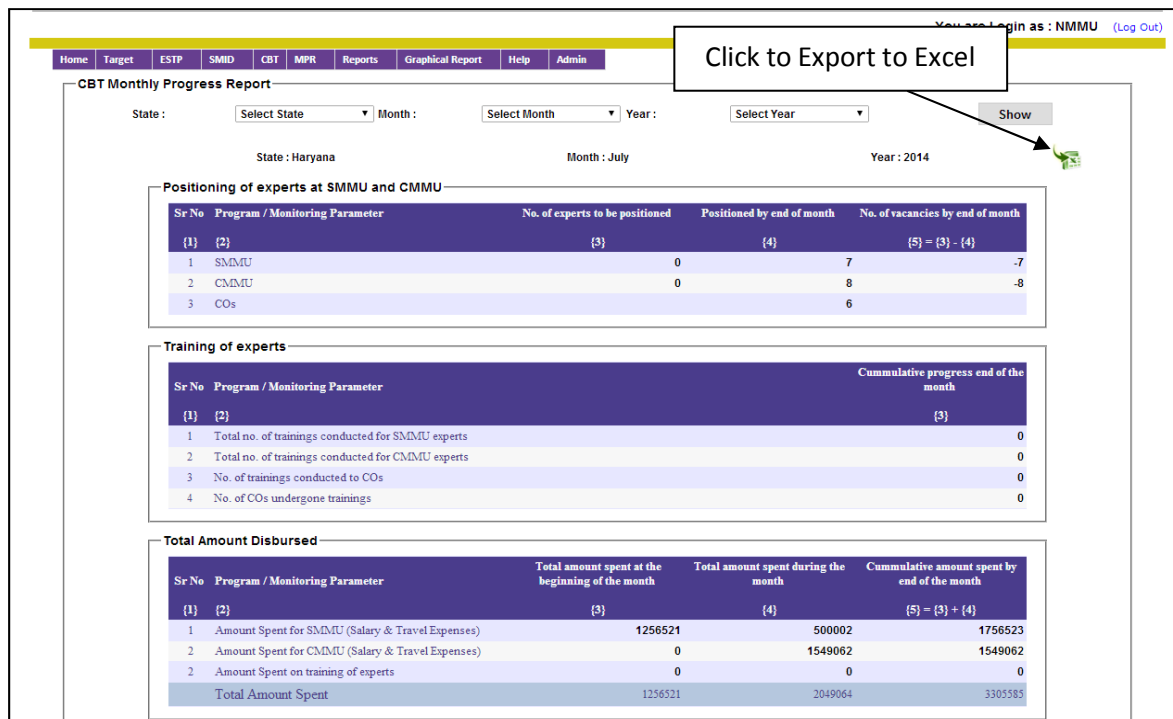 You are Login as : NMMU (Log Out)
Click to Export to Excel
Home Target ESTP SMID CBT MPR Reports Graphical Report Help Admin
CBT Monthly Progress Report
State : Select State Month : Select Month Year : Select Year Show
State : Haryana Month : July Year : 2014
Positioning of experts at SMMU and CMMU
Sr No Program / Monitoring Parameter No. of experts to be positioned Positioned by end of month No. of vacancies by end of month
{1} {2} {3} {4} {5} = {3} - {4}
1 SMMU 0 7 -7
2 CMMU 0 8 -8
3 COs 6
Training of experts
Sr No Program / Monitoring Parameter Cummulative progress end of the month
{1} {2} {3}
1 Total no. of trainings conducted for SMMU experts 0
2 Total no. of trainings conducted for CMMU experts 0
3 No. of trainings conducted to COs 0
4 No. of COs undergone trainings 0
Total Amount Disbursed
Sr No Program / Monitoring Parameter Total amount spent at the beginning of the month Total amount spent during the month Cummulative amount spent by end of the month
{1} {2} {3} {4} {5} = {3} + {4}
1 Amount Spent for SMMU (Salary & Travel Expenses) 1256521 500002 1756523
2 Amount Spent for CMMU (Salary & Travel Expenses) 0 1549062 1549062
2 Amount Spent on training of experts 0 0 0
Total Amount Spent 1256521 2049064 3305585